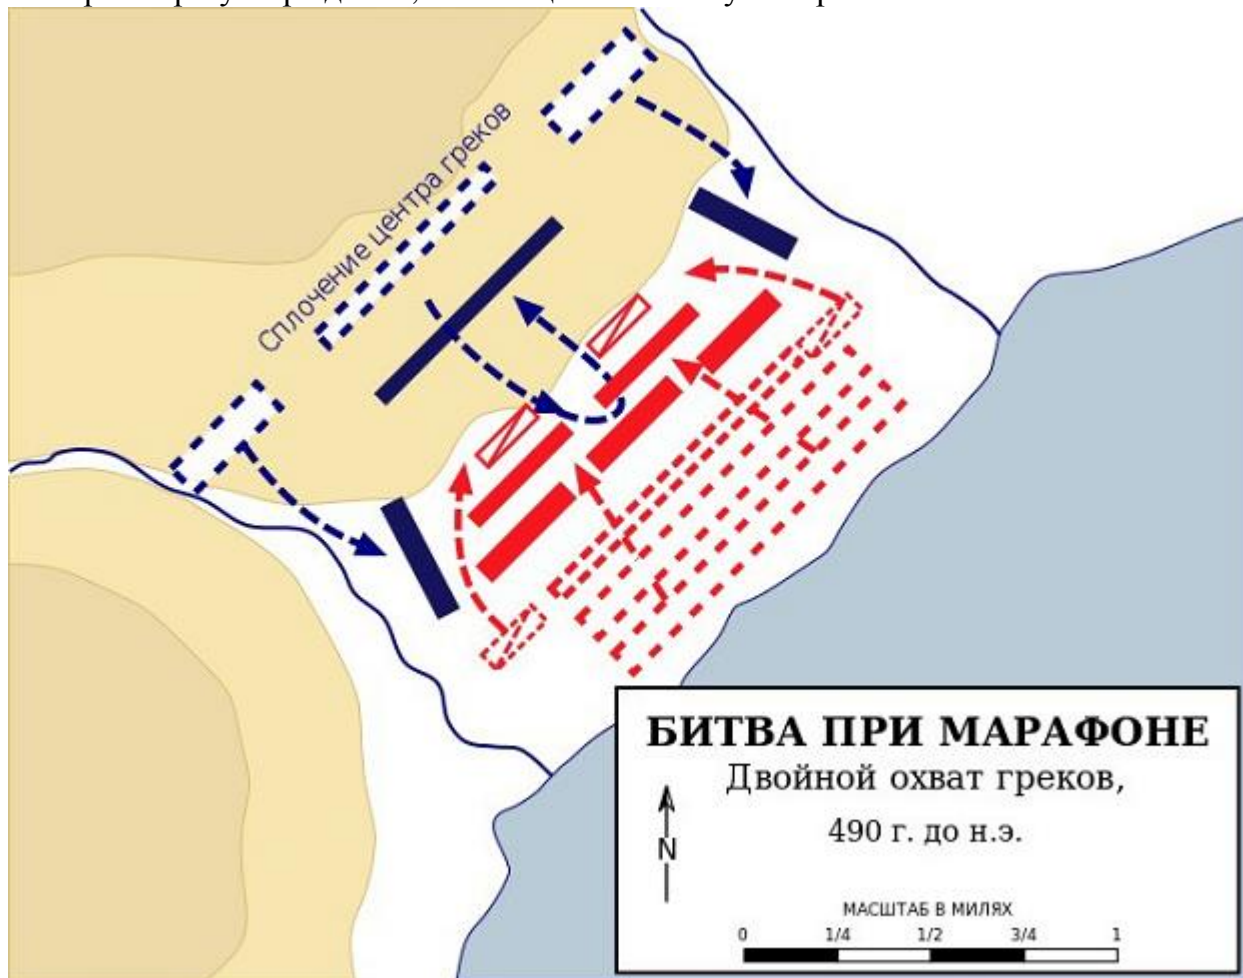 Сплочение центра греков
БИТВА ПРИ МАРАФОНЕ
Двойной охват греков,
490 г. до н.э.
N
МАСШТАБ В МИЛЯХ
0 1/4 1/2 3/4 1